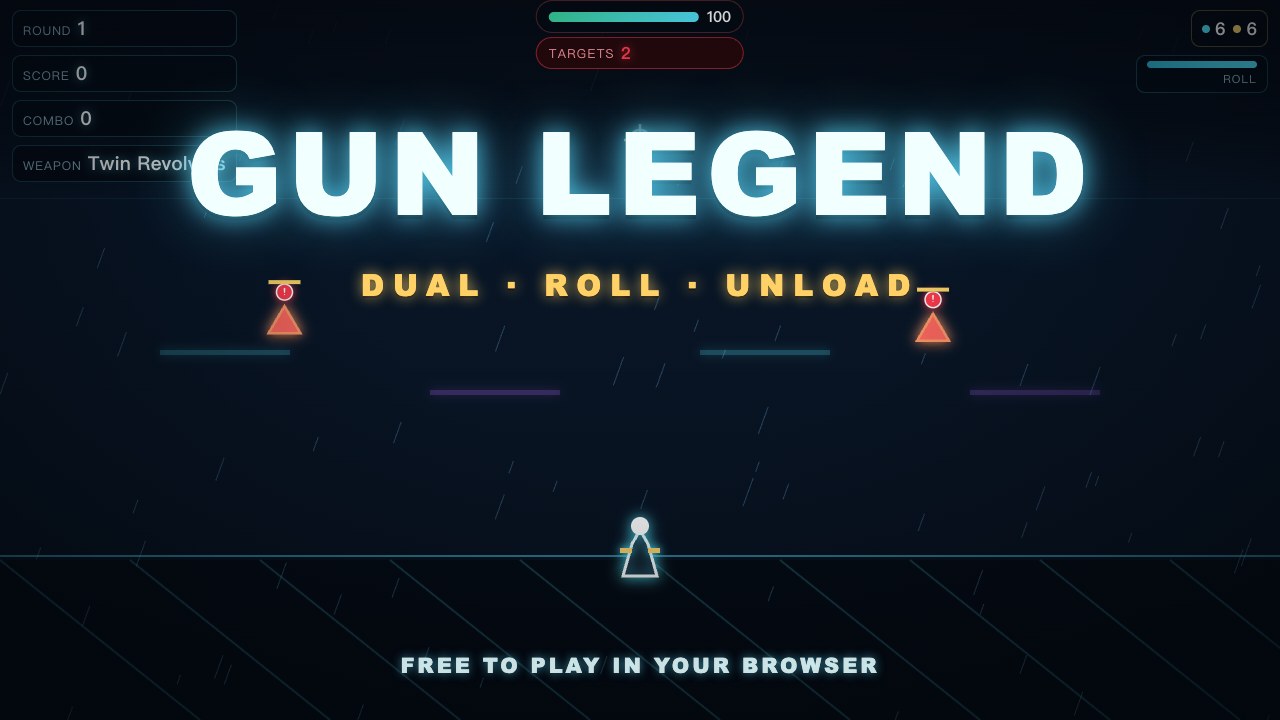 ROUND 1
100
6 6
TARGETS 2
SCORE 0
ROLL
COMBO 0
WEAPON Twin Revolvers
GUN LEGEND
DUAL · ROLL · UNLOAD
!
!
FREE TO PLAY IN YOUR BROWSER